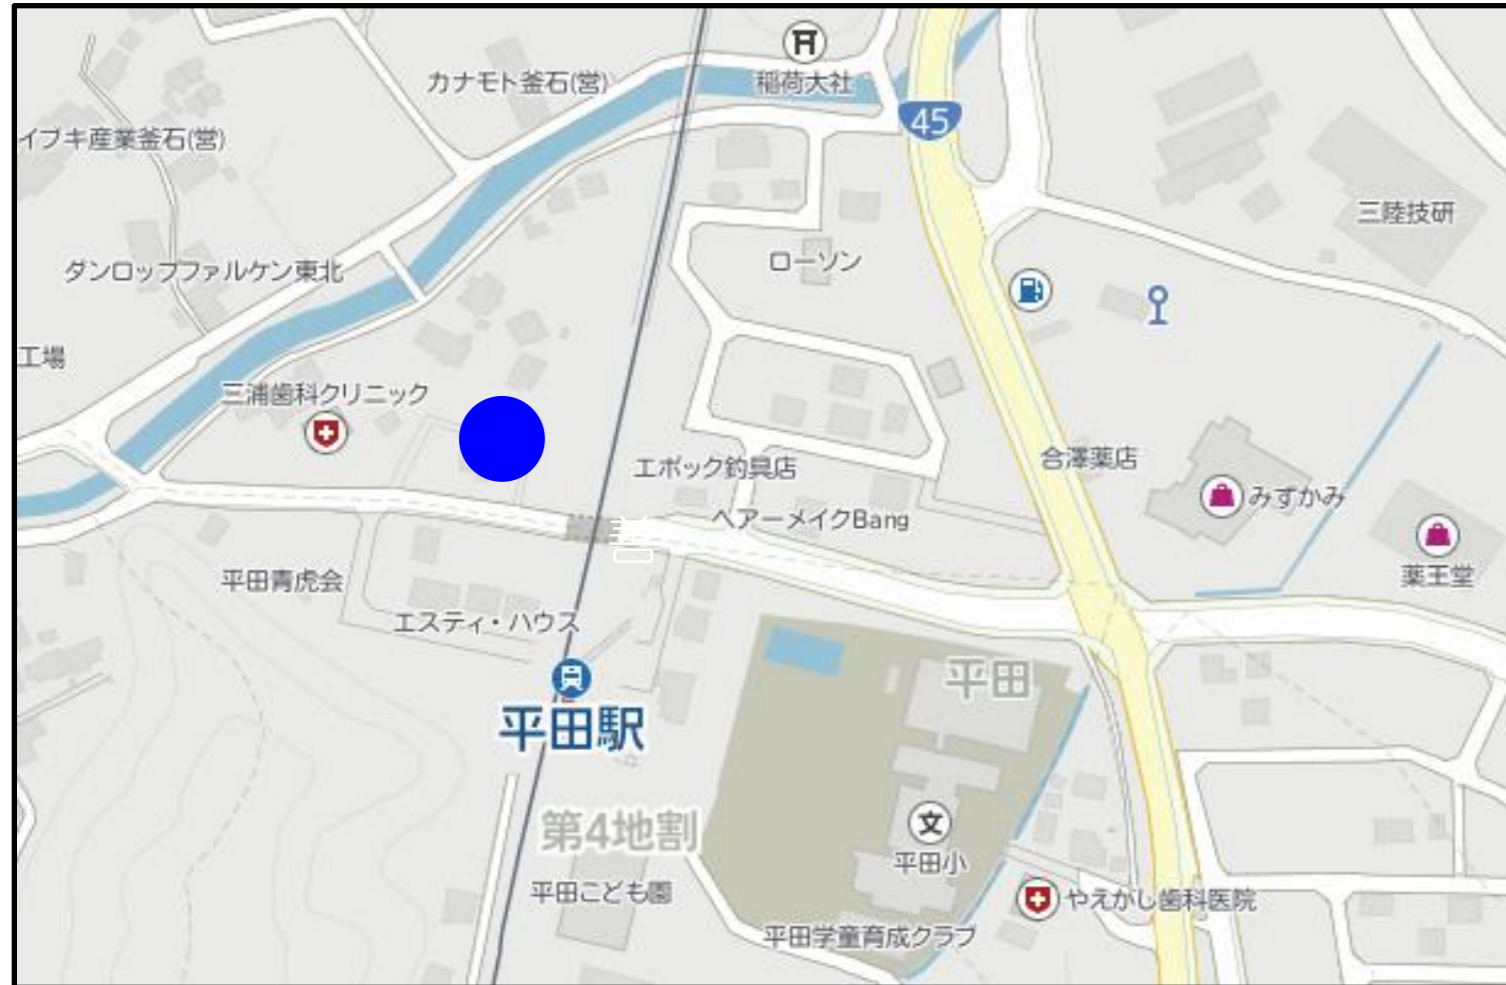 稲荷大社
カナモト釜石(営)
45
イブキ産業釜石(営)
三陸技研
ローソン
ダンロップファルケン東北
工場
三浦歯科クリニック
合澤薬店
エポック釣具店
みずかみ
ヘアーメイクBang
薬王堂
平田青虎会
エスティ・ハウス
平田
平田駅
第4地割
文
平田小
平田こども園
やえがし歯科医院
平田学童育成クラブ